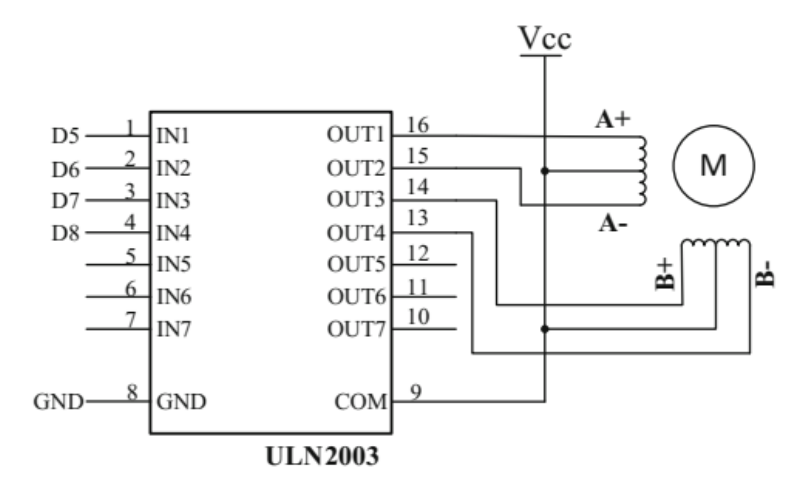 Vcc
D5 1 IN1 OUT1 16 A+
D6 2 IN2 OUT2 15
D7 3 IN3 OUT3 14 M
D8 4 IN4 OUT4 13 A-
5 IN5 OUT5 12 B+ B-
6 IN6 OUT6 11
7 IN7 OUT7 10
GND 8 GND COM 9
ULN2003